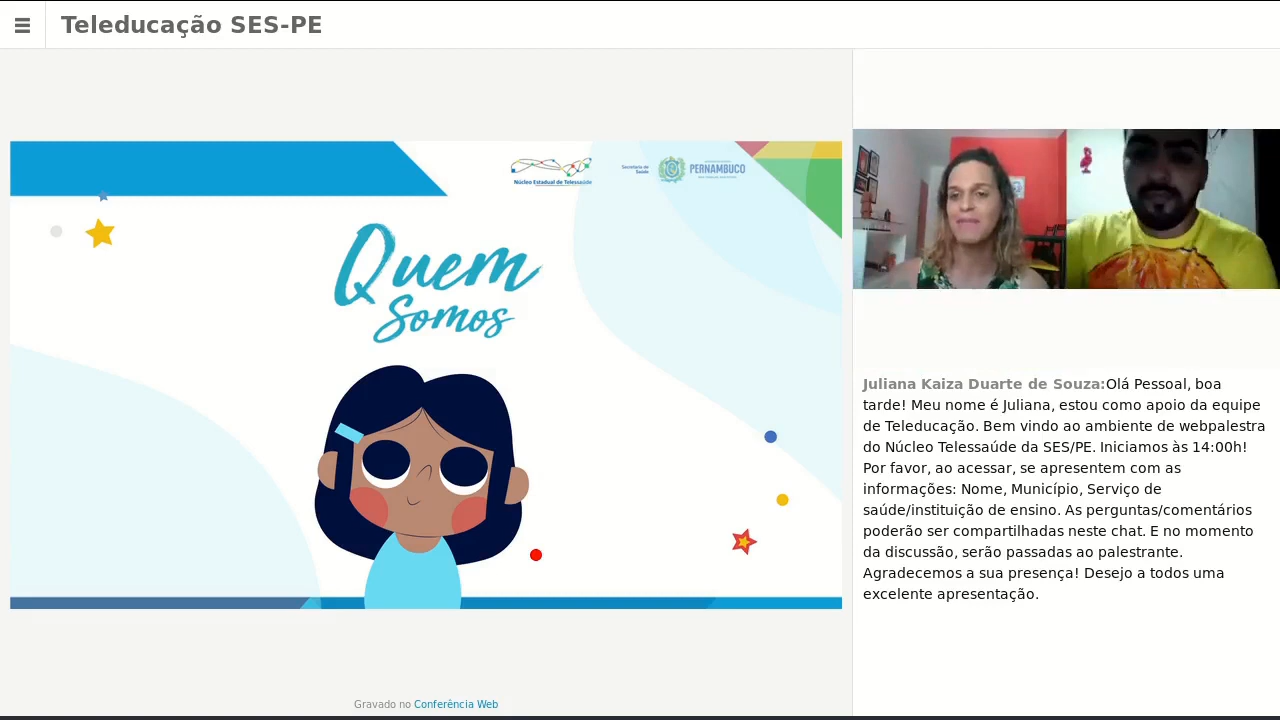 Teleducação SES-PE
Núcleo Estadual de Telessaúde
Secretaria de
Saúde
PERNAMBUCO
Quem
Somos
Juliana Kaiza Duarte de Souza:Olá Pessoal, boa
tarde! Meu nome é Juliana, estou como apoio da equipe
de Teleducação. Bem vindo ao ambiente de webpalestra
do Núcleo Telessaúde da SES/PE. Iniciamos às 14:00h!
Por favor, ao acessar, se apresentem com as
informações: Nome, Município, Serviço de
saúde/instituição de ensino. As perguntas/comentários
poderão ser compartilhadas neste chat. E no momento
da discussão, serão passadas ao palestrante.
Agradecemos a sua presença! Desejo a todos uma
excelente apresentação.
Gravado no Conferência Web